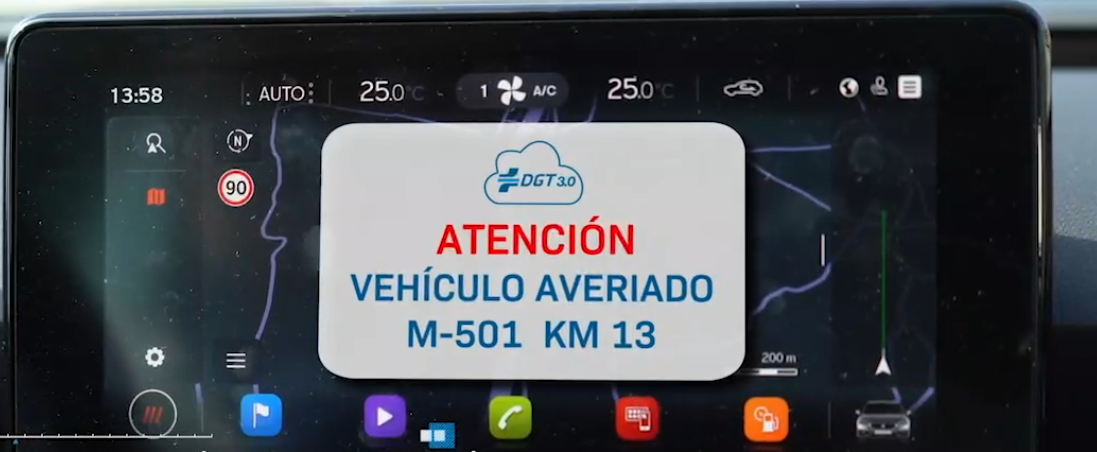 13:58
AUTO
25.0°C
1 A/C
25.0°C
N
90
DGT 3.0
ATENCIÓN
VEHÍCULO AVERIADO
M-501 KM 13
200 m